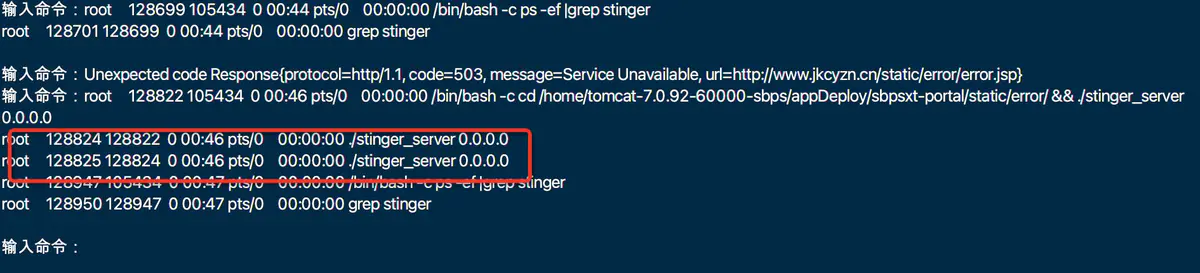 输入命令：root 128699 105434 0 00:44 pts/0 00:00:00 /bin/bash -c ps -ef |grep stinger
root 128701 128699 0 00:44 pts/0 00:00:00 grep stinger
输入命令：Unexpected code Response{protocol=http/1.1, code=503, message=Service Unavailable, url=http://www.jkcyzn.cn/static/error/error.jsp}
输入命令：root 128822 105434 0 00:46 pts/0 00:00:00 /bin/bash -c cd /home/tomcat-7.0.92-60000-sbps/appDeploy/sbpsxt-portal/static/error/ && ./stinger_server
0.0.0.0
root 128824 128822 0 00:46 pts/0 00:00:00 ./stinger_server 0.0.0.0
root 128825 128824 0 00:46 pts/0 00:00:00 ./stinger_server 0.0.0.0
root 128947 105434 0 00:47 pts/0 00:00:00 /bin/bash -c ps -ef |grep stinger
root 128950 128947 0 00:47 pts/0 00:00:00 grep stinger
输入命令：